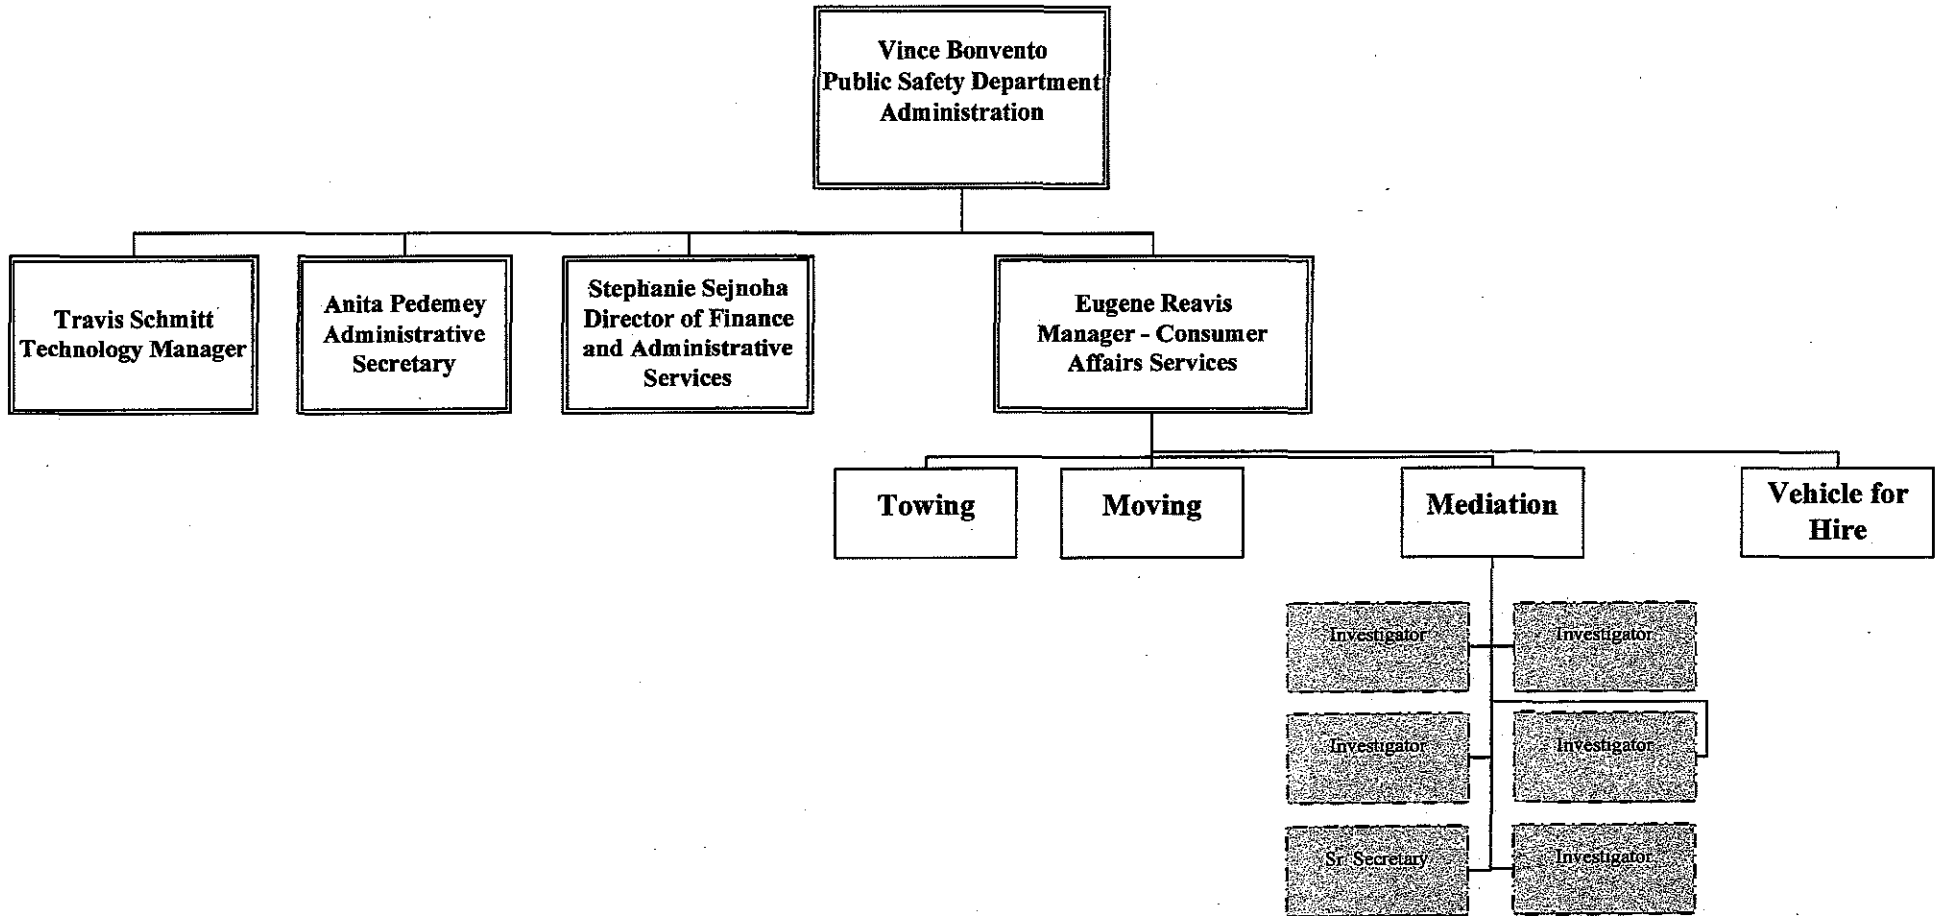 Vince Bonvento
Public Safety Department
Administration
Travis Schmitt
Technology Manager
Anita Pedemey
Administrative
Secretary
Stephanie Sejnoha
Director of Finance
and Administrative
Services
Eugene Reavis
Manager - Consumer
Affairs Services
Towing
Moving
Mediation
Vehicle for
Hire
Investigator
Investigator
Investigator
Investigator
Sr. Secretary
Investigator